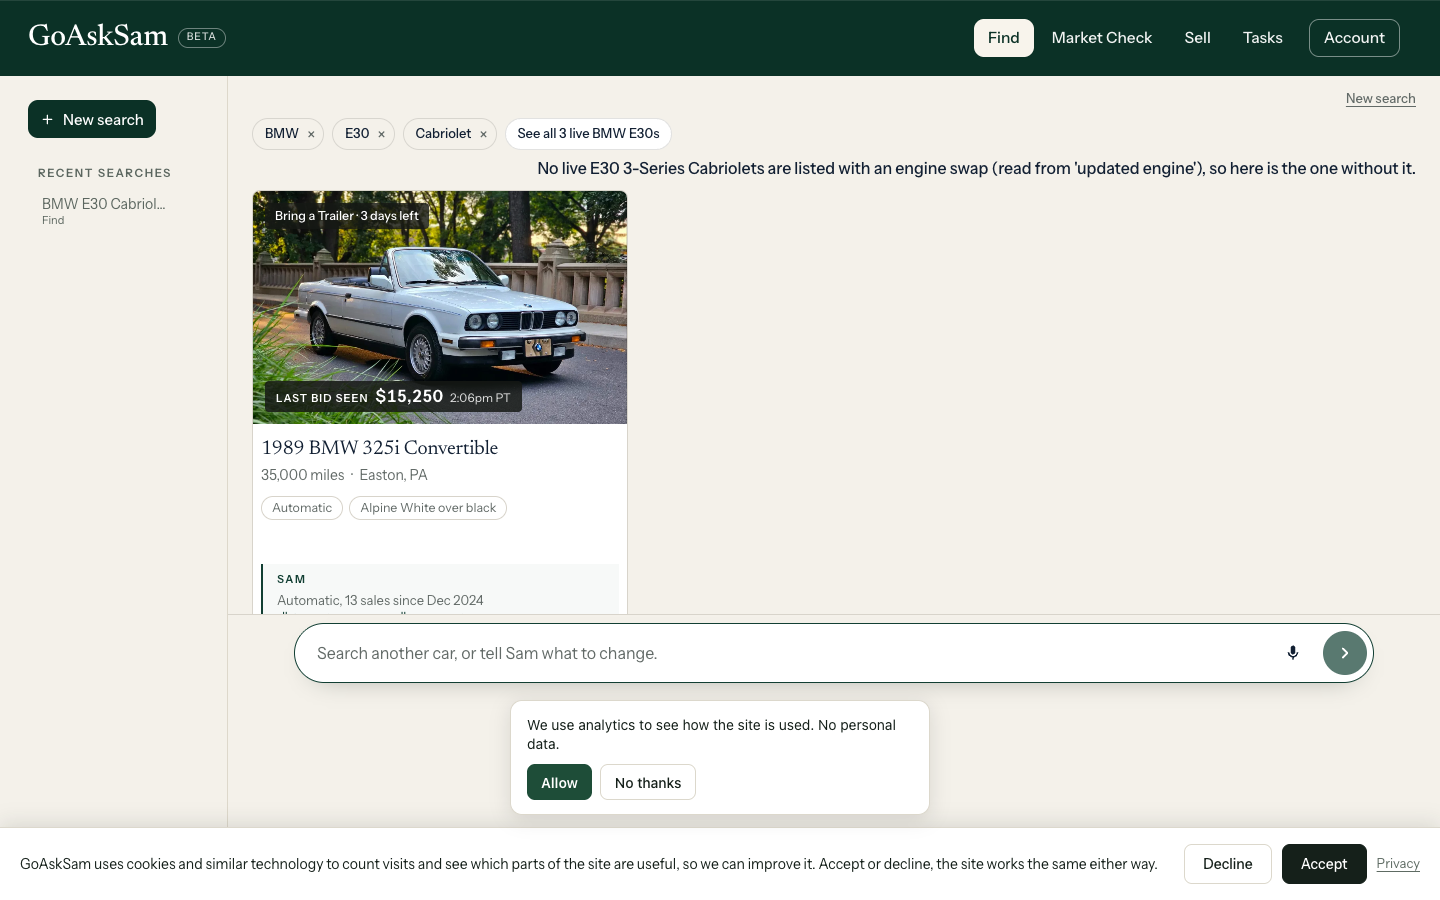 GoAskSam BETA
Find Market Check Sell Tasks Account
+ New search
RECENT SEARCHES
BMW E30 Cabriol...
Find
New search
BMW × E30 × Cabriolet × See all 3 live BMW E30s
No live E30 3-Series Cabriolets are listed with an engine swap (read from 'updated engine'), so here is the one without it.
Bring a Trailer · 3 days left
LAST BID SEEN $15,250 2:06pm PT
1989 BMW 325i Convertible
35,000 miles · Easton, PA
Automatic Alpine White over black
SAM
Automatic, 13 sales since Dec 2024
Search another car, or tell Sam what to change.
We use analytics to see how the site is used. No personal
data.
Allow No thanks
GoAskSam uses cookies and similar technology to count visits and see which parts of the site are useful, so we can improve it. Accept or decline, the site works the same either way. Decline Accept Privacy